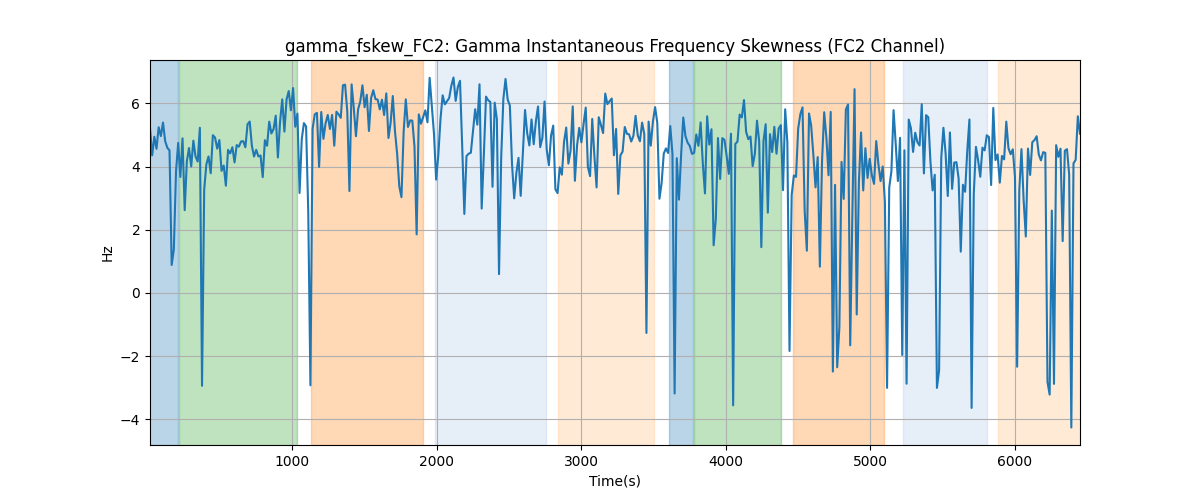 gamma_fskew_FC2: Gamma Instantaneous Frequency Skewness (FC2 Channel)
6
4
2
0
−2
−4
Hz
1000 2000 3000 4000 5000 6000
Time(s)